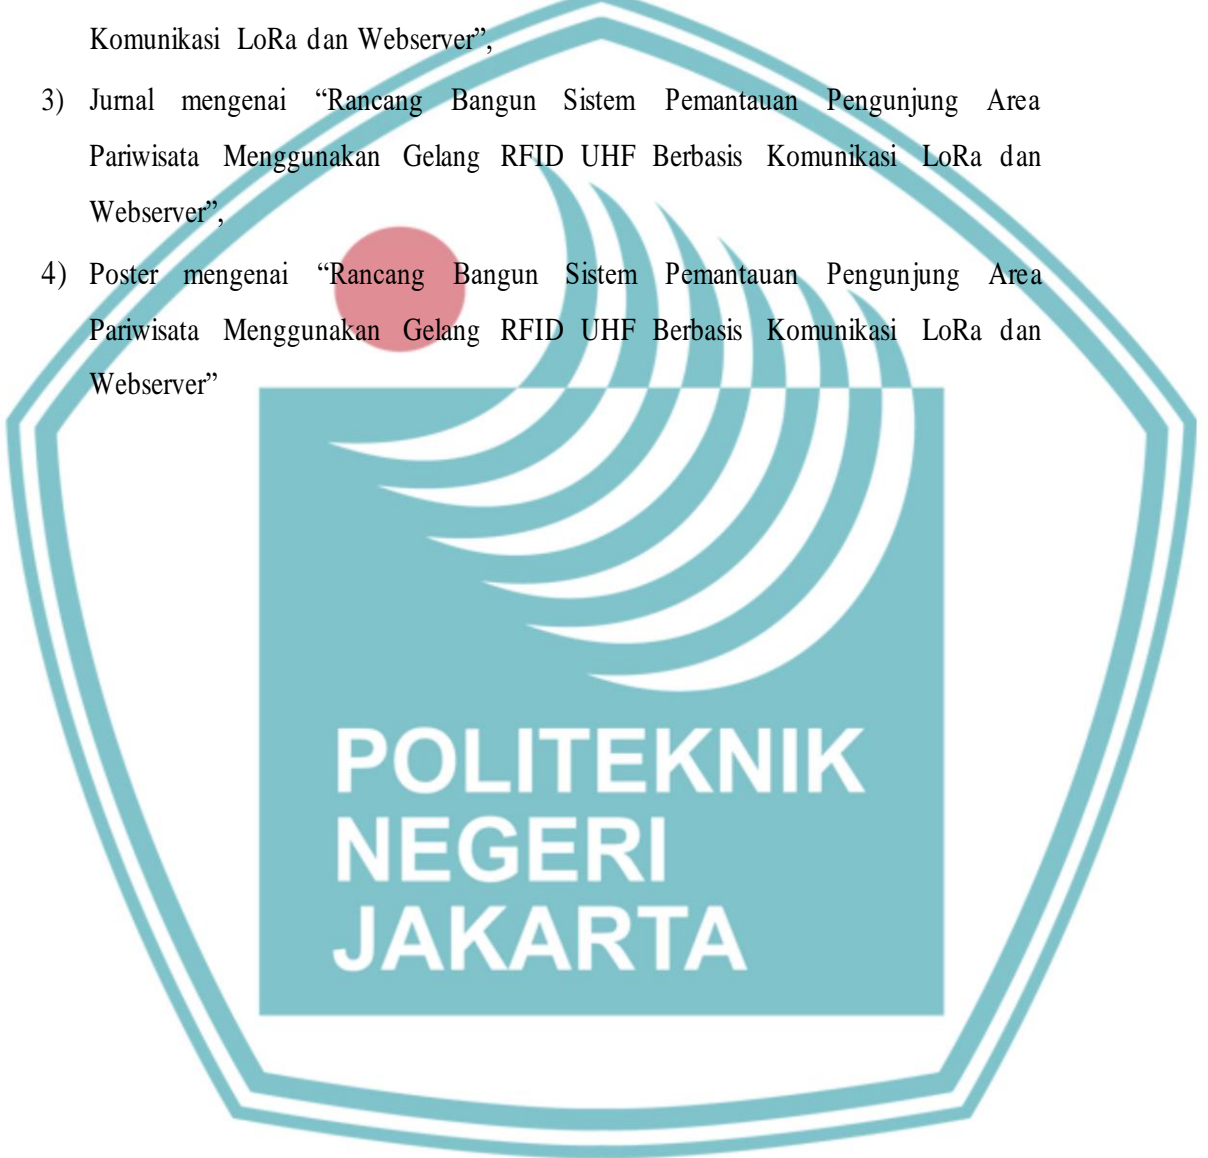 Komunikasi LoRa dan Webserver”,
3) Jurnal mengenai “Rancang Bangun Sistem Pemantauan Pengunjung Area
Pariwisata Menggunakan Gelang RFID UHF Berbasis Komunikasi LoRa dan
Webserver”,
4) Poster mengenai “Rancang Bangun Sistem Pemantauan Pengunjung Area
Pariwisata Menggunakan Gelang RFID UHF Berbasis Komunikasi LoRa dan
Webserver”
POLITEKNIK
NEGERI
JAKARTA